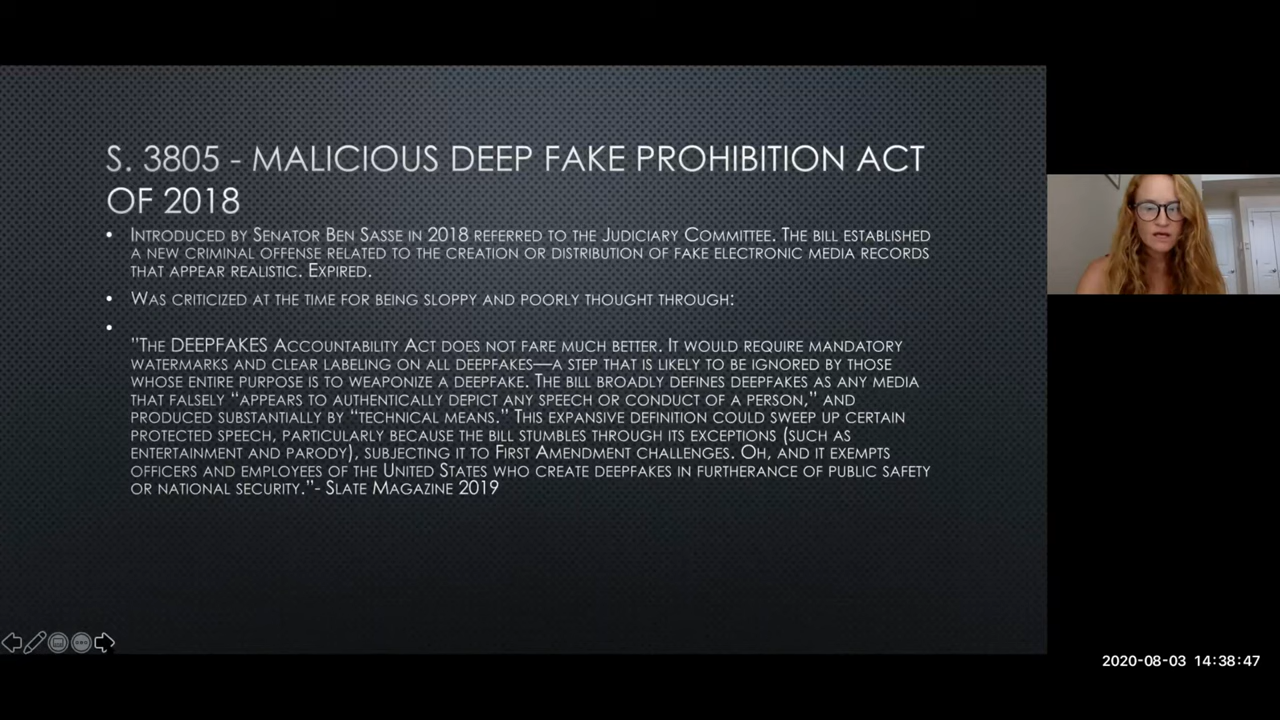 S. 3805 - MALICIOUS DEEP FAKE PROHIBITION ACT
OF 2018
• INTRODUCED BY SENATOR BEN SASSE IN 2018 REFERRED TO THE JUDICIARY COMMITTEE. THE BILL ESTABLISHED
A NEW CRIMINAL OFFENSE RELATED TO THE CREATION OR DISTRIBUTION OF FAKE ELECTRONIC MEDIA RECORDS
THAT APPEAR REALISTIC. EXPIRED.
• WAS CRITICIZED AT THE TIME FOR BEING SLOPPY AND POORLY THOUGHT THROUGH:
•
"THE DEEPFAKES ACCOUNTABILITY ACT DOES NOT FARE MUCH BETTER. IT WOULD REQUIRE MANDATORY
WATERMARKS AND CLEAR LABELING ON ALL DEEPFAKES—A STEP THAT IS LIKELY TO BE IGNORED BY THOSE
WHOSE ENTIRE PURPOSE IS TO WEAPONIZE A DEEPFAKE. THE BILL BROADLY DEFINES DEEPFAKES AS ANY MEDIA
THAT FALSELY “APPEARS TO AUTHENTICALLY DEPICT ANY SPEECH OR CONDUCT OF A PERSON,” AND
PRODUCED SUBSTANTIALLY BY “TECHNICAL MEANS.” THIS EXPANSIVE DEFINITION COULD SWEEP UP CERTAIN
PROTECTED SPEECH, PARTICULARLY BECAUSE THE BILL STUMBLES THROUGH ITS EXCEPTIONS (SUCH AS
ENTERTAINMENT AND PARODY), SUBJECTING IT TO FIRST AMENDMENT CHALLENGES. OH, AND IT EXEMPTS
OFFICERS AND EMPLOYEES OF THE UNITED STATES WHO CREATE DEEPFAKES IN FURTHERANCE OF PUBLIC SAFETY
OR NATIONAL SECURITY.”- SLATE MAGAZINE 2019
2020-08-03 14:38:47